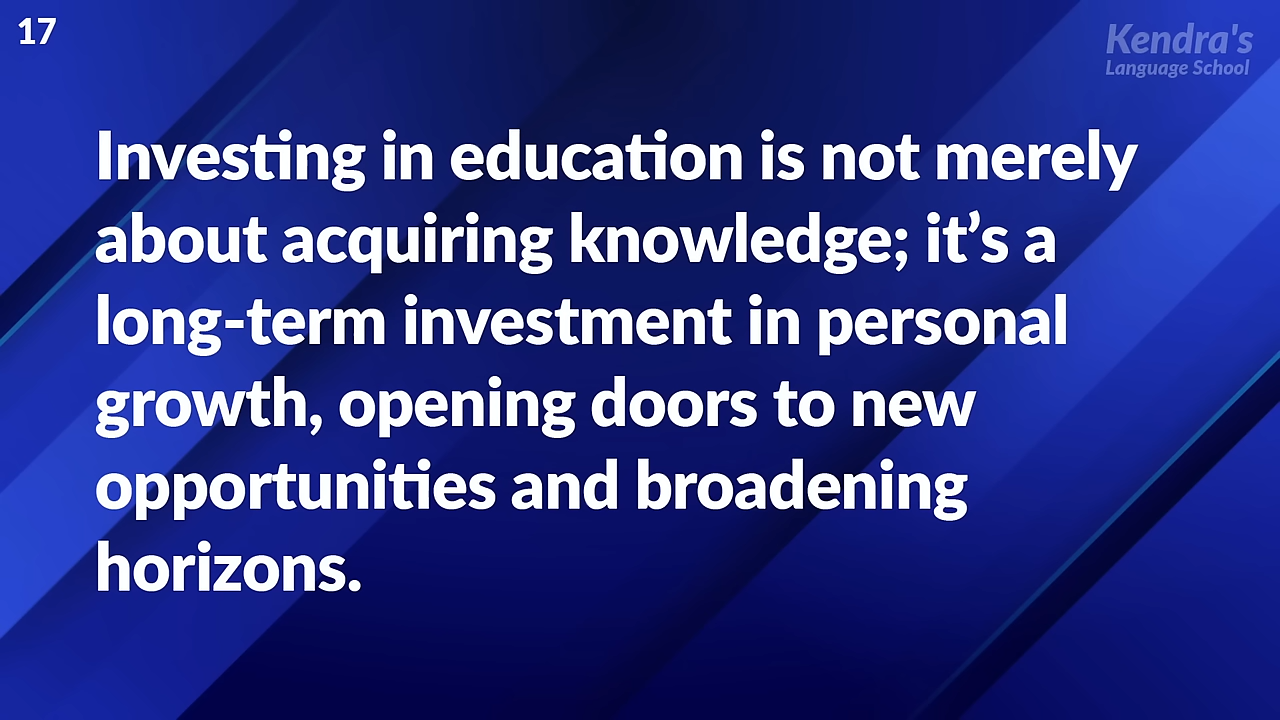 17
Kendra's
Language School
Investing in education is not merely
about acquiring knowledge; it’s a
long-term investment in personal
growth, opening doors to new
opportunities and broadening
horizons.